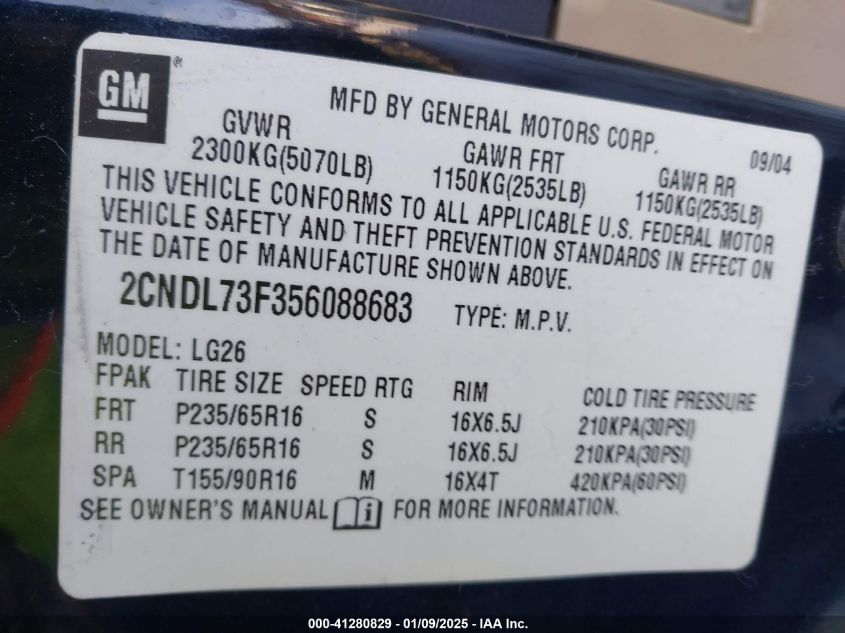 GM ®
MFD BY GENERAL MOTORS CORP.
09/04
GVWR GAWR FRT GAWR RR
2300KG(5070LB) 1150KG(2535LB) 1150KG(2535LB)
THIS VEHICLE CONFORMS TO ALL APPLICABLE U.S. FEDERAL MOTOR
VEHICLE SAFETY AND THEFT PREVENTION STANDARDS IN EFFECT ON
THE DATE OF MANUFACTURE SHOWN ABOVE.
2CNDL73F356088683 TYPE: M.P.V.
MODEL: LG26
FPAK TIRE SIZE SPEED RTG RIM COLD TIRE PRESSURE
FRT P235/65R16 S 16X6.5J 210KPA(30PSI)
RR P235/65R16 S 16X6.5J 210KPA(30PSI)
SPA T155/90R16 M 16X4T 420KPA(60PSI)
SEE OWNER'S MANUAL i FOR MORE INFORMATION.
000-41280829 - 01/09/2025 - IAA Inc.